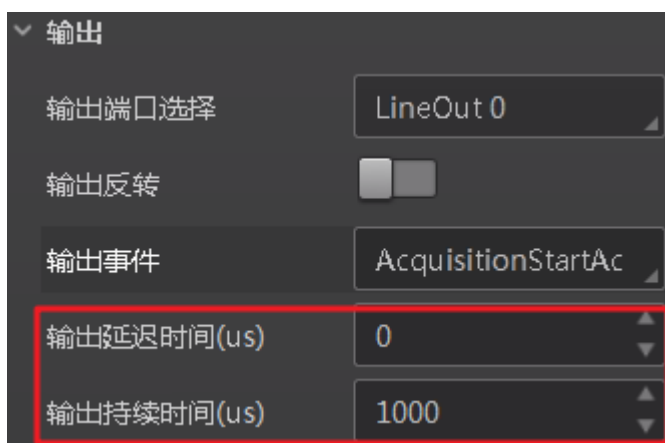 输出
输出端口选择 LineOut 0
输出反转
输出事件 AcquisitionStartAc
输出延迟时间(us) 0
输出持续时间(us) 1000